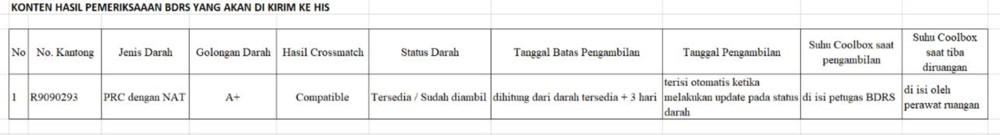 KONTEN HASIL PEMERIKSAAAN BDRS YANG AKAN DI KIRIM KE HIS
No No. Kantong Jenis Darah Golongan Darah Hasil Crossmatch Status Darah Tanggal Batas Pengambilan Tanggal Pengambilan Suhu Coolbox saat pengambilan Suhu Coolbox saat tiba diruangan
1 R9090293 PRC dengan NAT A+ Compatible Tersedia / Sudah diambil dihitung dari darah tersedia + 3 hari terisi otomatis ketika melakukan update pada status darah di isi petugas BDRS di isi oleh perawat ruangan